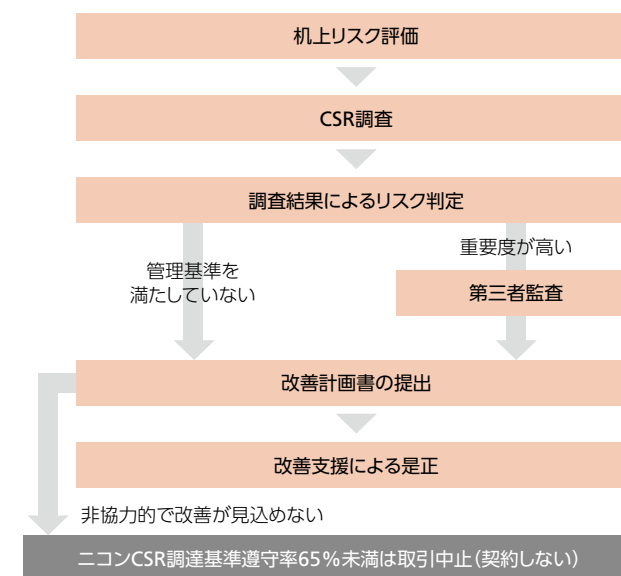 机上リスク評価
CSR調査
調査結果によるリスク判定
重要度が高い
管理基準を
満たしていない
第三者監査
改善計画書の提出
改善支援による是正
非協力的で改善が見込めない
ニコンCSR調達基準遵守率65％未満は取引中止（契約しない）